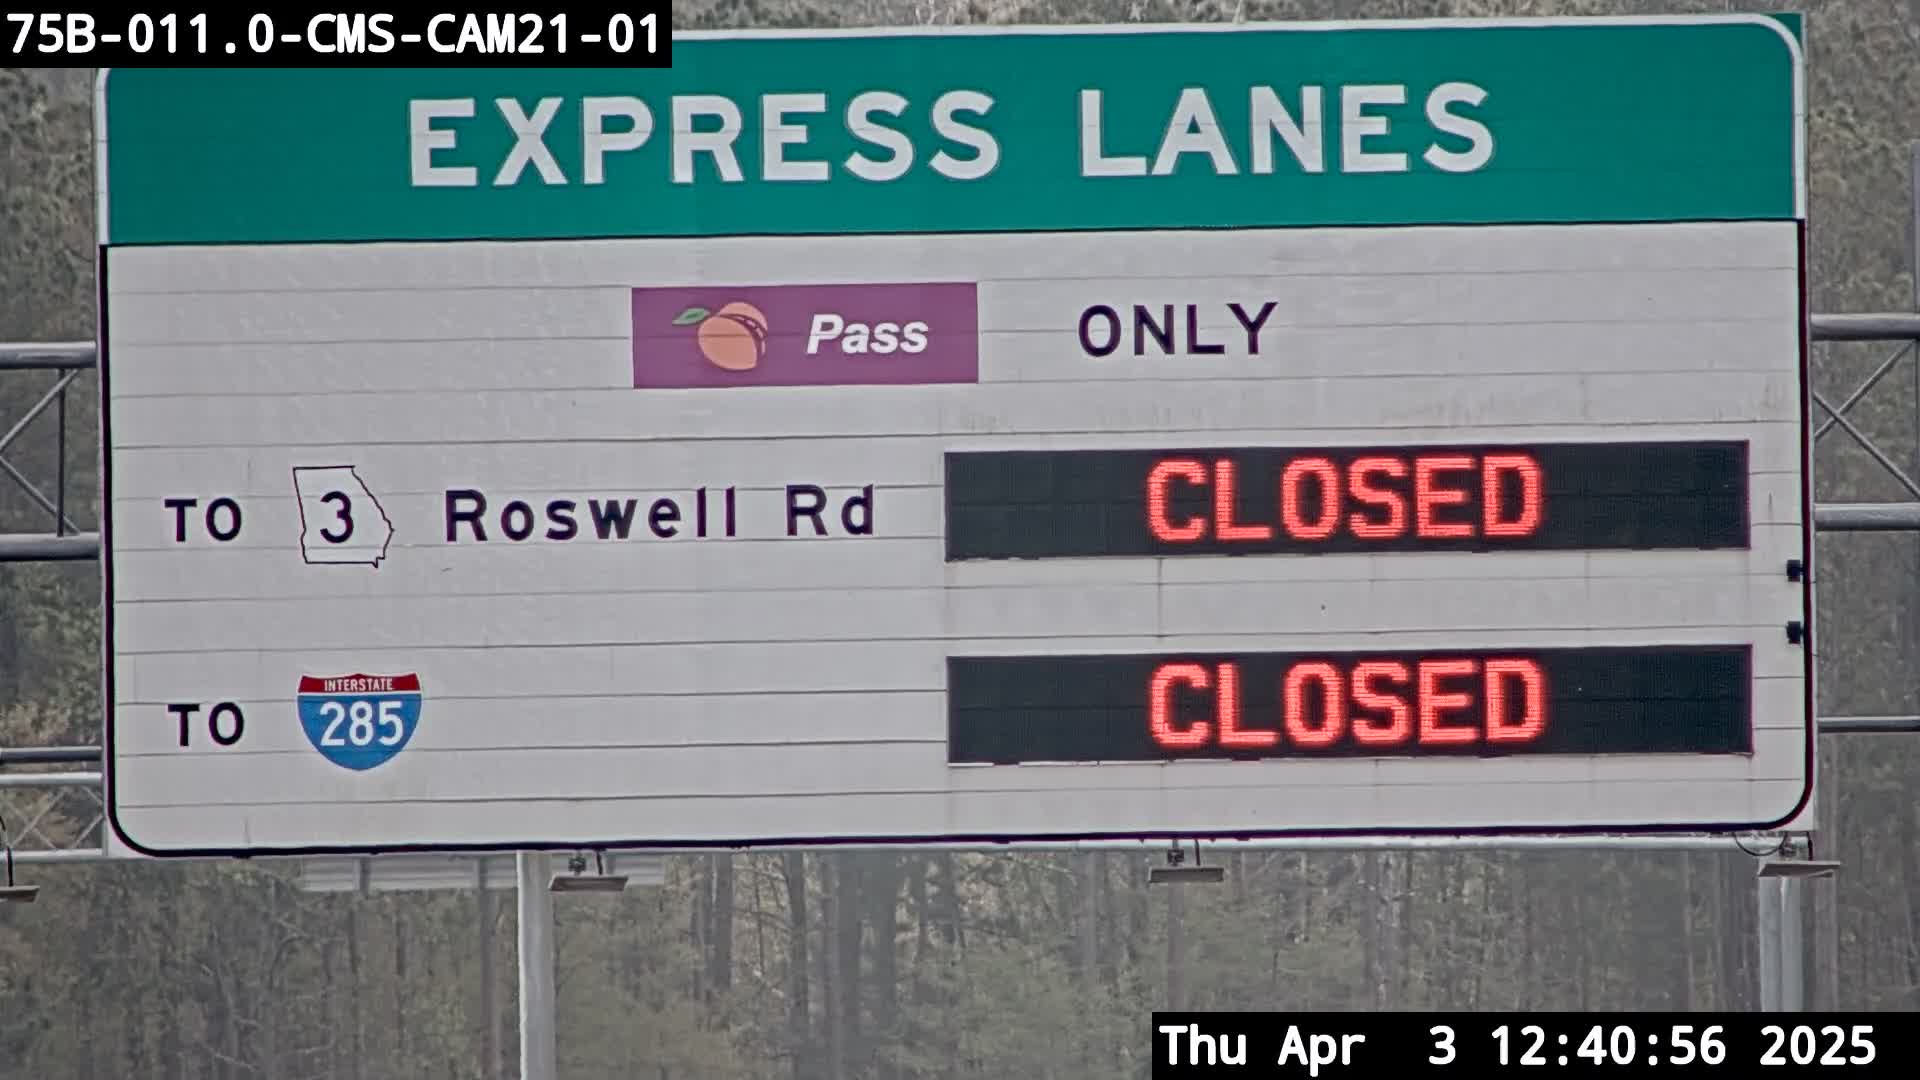 75B-011.0-CMS-CAM21-01
EXPRESS LANES
Pass ONLY
TO 3 Roswell Rd CLOSED
TO INTERSTATE 285 CLOSED
Thu Apr 3 12:40:56 2025